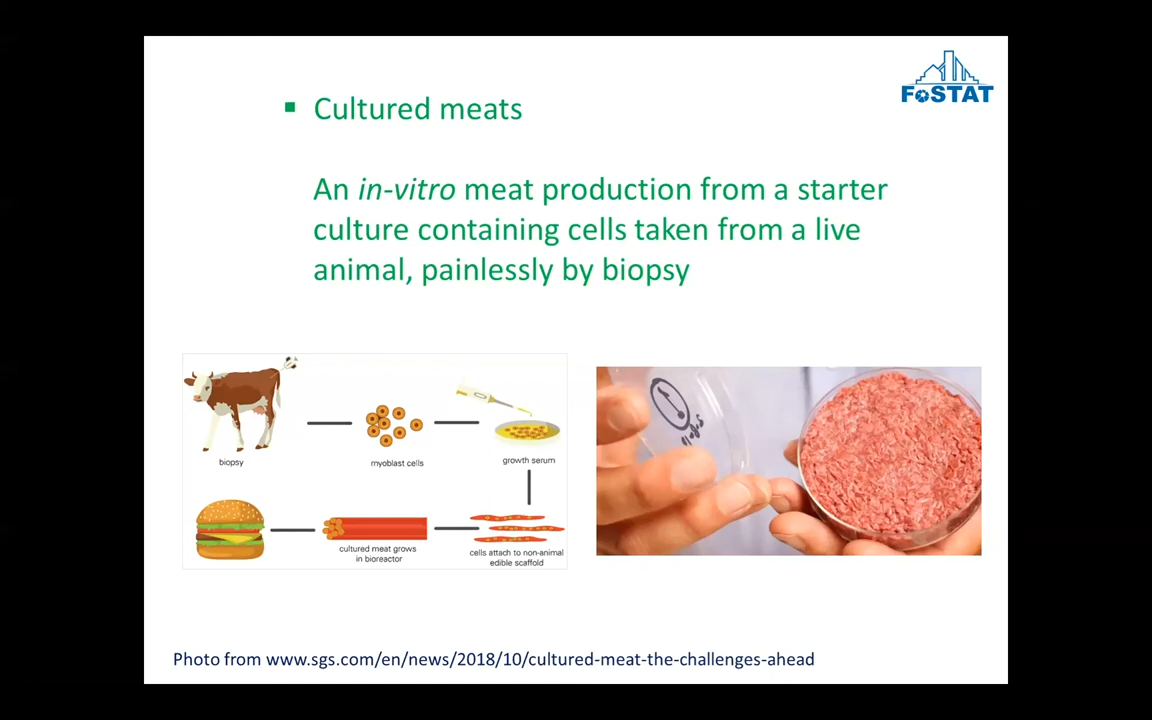 FoSTAT
Cultured meats
An in-vitro meat production from a starter
culture containing cells taken from a live
animal, painlessly by biopsy
biopsy
myoblast cells
growth serum
cultured meat grows
in bioreactor
cells attach to non-animal
edible scaffold
Photo from www.sgs.com/en/news/2018/10/cultured-meat-the-challenges-ahead